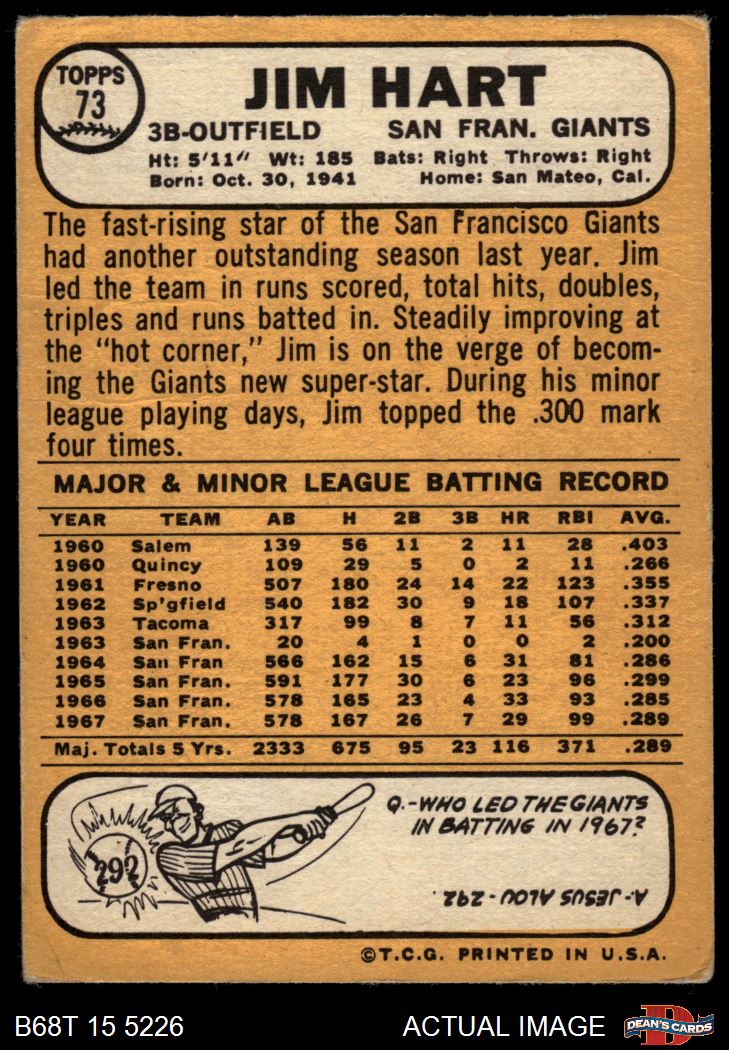 TOPPS
73
JIM HART
3B-OUTFIELD SAN FRAN. GIANTS
Ht: 5'11" Wt: 185 Bats: Right Throws: Right
Born: Oct. 30, 1941 Home: San Mateo, Cal.
The fast-rising star of the San Francisco Giants
had another outstanding season last year. Jim
led the team in runs scored, total hits, doubles,
triples and runs batted in. Steadily improving at
the "hot corner," Jim is on the verge of becom-
ing the Giants new super-star. During his minor
league playing days, Jim topped the .300 mark
four times.
MAJOR & MINOR LEAGUE BATTING RECORD
YEAR TEAM AB H 2B 3B HR RBI AVG.
1960 Salem 139 56 11 2 11 28 .403
1960 Quincy 109 29 5 0 2 11 .266
1961 Fresno 507 180 24 14 22 123 .355
1962 Sp'gfield 540 182 30 9 18 107 .337
1963 Tacoma 317 99 8 7 11 56 .312
1963 San Fran. 20 4 1 0 0 2 .200
1964 San Fran 566 162 15 6 31 81 .286
1965 San Fran. 591 177 30 6 23 96 .299
1966 San Fran. 578 165 23 4 33 93 .285
1967 San Fran. 578 167 26 7 29 99 .289
Maj. Totals 5 Yrs. 2333 675 95 23 116 371 .289
292
Q.-WHO LED THE GIANTS
IN BATTING IN 1967?
A: JESUS ALOU - 292.
©T.C.G. PRINTED IN U.S.A.
B68T 15 5226 ACTUAL IMAGE
DEAN'S CARDS